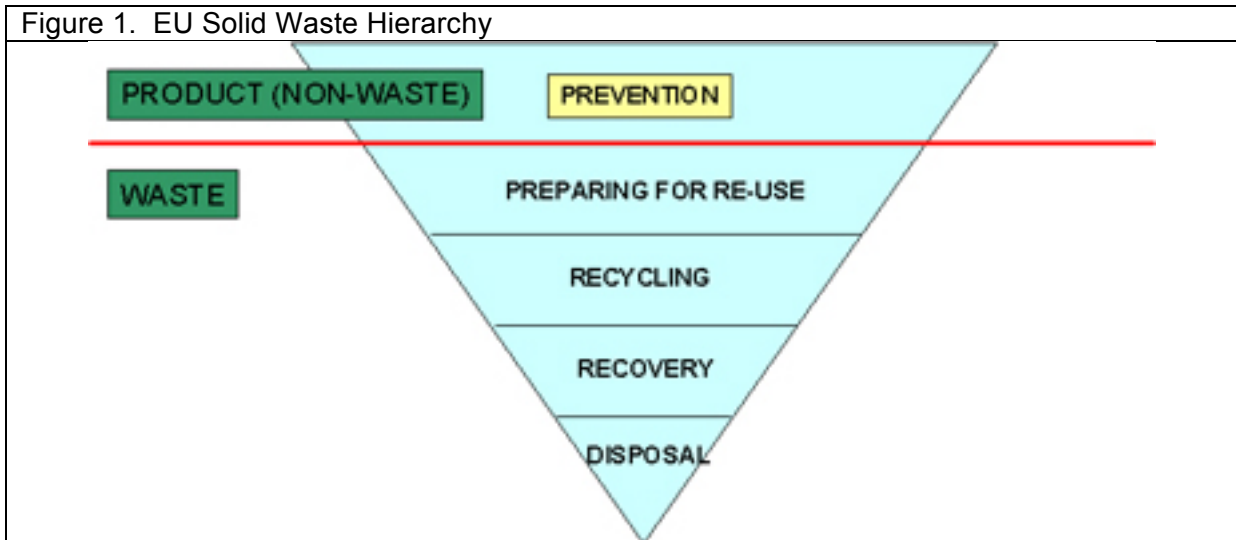 Figure 1. EU Solid Waste Hierarchy
PRODUCT (NON-WASTE)
PREVENTION
WASTE
PREPARING FOR RE-USE
RECYCLING
RECOVERY
DISPOSAL